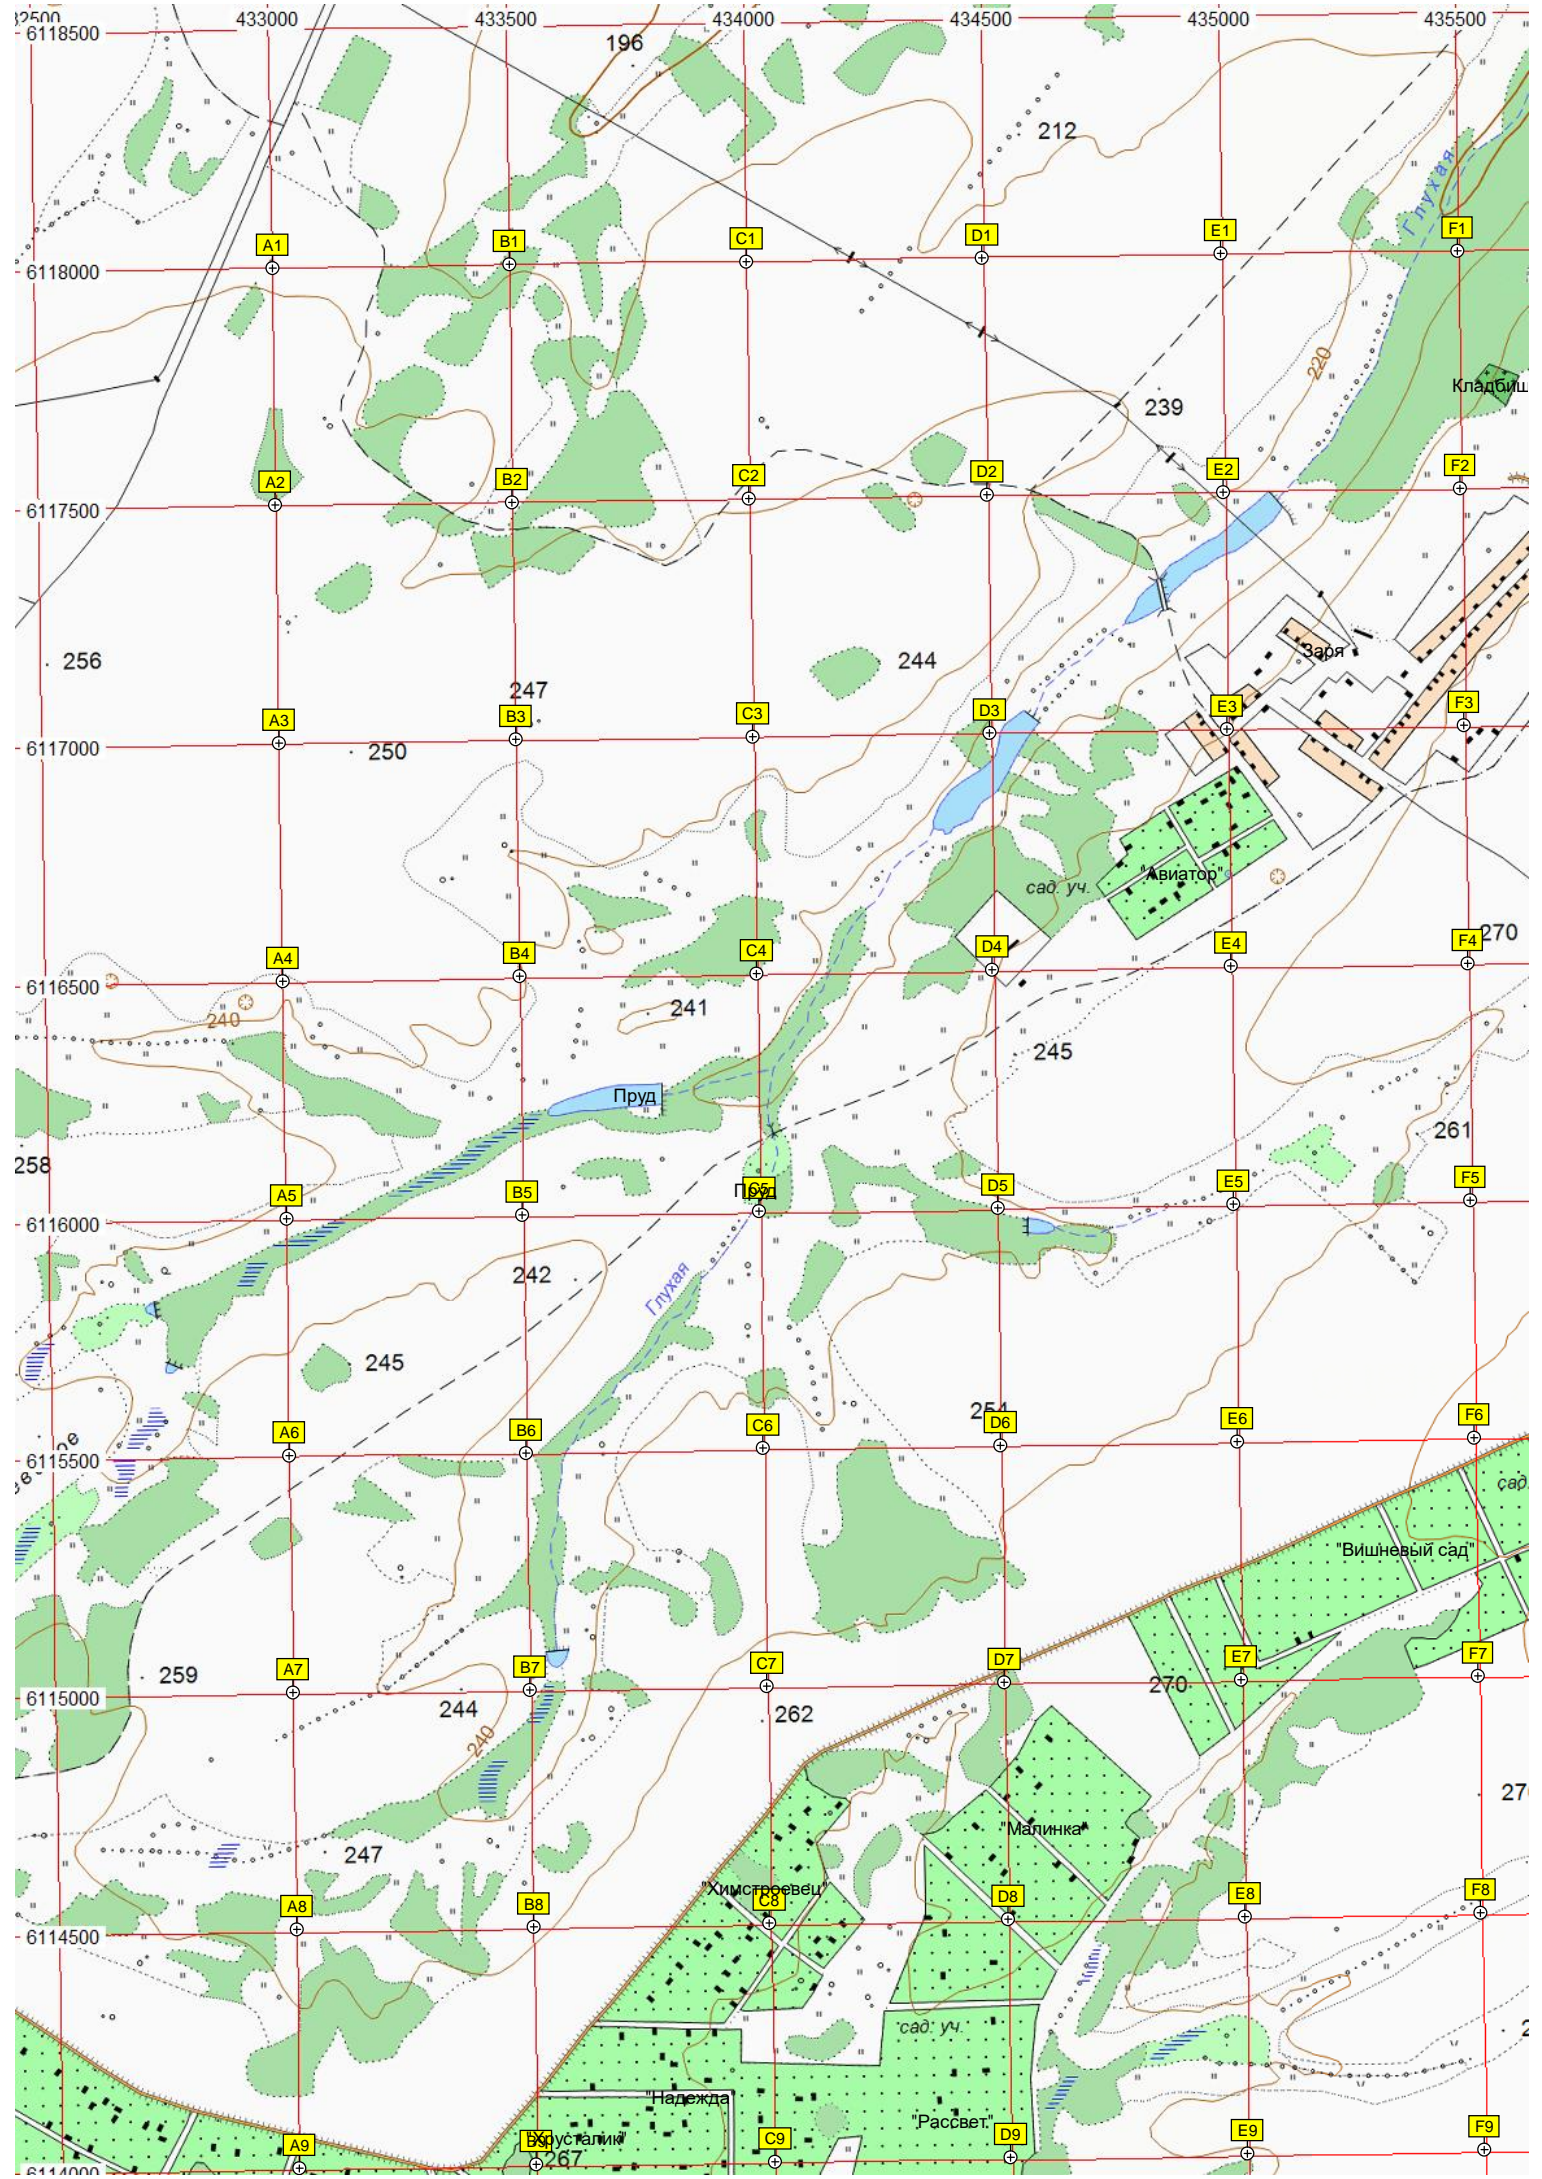 433000 433500 434000 434500 435000 435500
6118500
196
212
Глухая
A1 B1 C1 D1 E1 F1
6118000
220
Кладбищ
239
A2 B2 C2 D2 E2 F2
6117500
256
244
Заря
247
A3 B3 C3 D3 E3 F3
6117000
250
"Авиатор"
сад. уч.
270
A4 B4 C4 D4 E4 F4
6116500
240
241
245
Пруд
261
258
Пруд
A5 B5 C5 D5 E5 F5
6116000
242
Глухая
245
254
A6 B6 C6 D6 E6 F6
6115500
сад.
"Вишневый сад"
A7 B7 C7 D7 E7 F7
259
270
6115000
244
262
240
"Малинка"
247
"Химстроевец"
A8 B8 C8 D8 E8 F8
6114500
сад. уч.
"Надежда"
"Рассвет"
"Хрусталик"
A9 B9 C9 D9 E9 F9
267
6114000